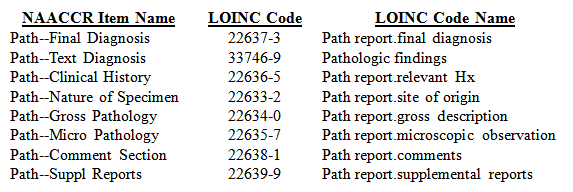 NAACCR Item Name LOINC Code LOINC Code Name
Path--Final Diagnosis 22637-3 Path report.final diagnosis
Path--Text Diagnosis 33746-9 Pathologic findings
Path--Clinical History 22636-5 Path report.relevant Hx
Path--Nature of Specimen 22633-2 Path report.site of origin
Path--Gross Pathology 22634-0 Path report.gross description
Path--Micro Pathology 22635-7 Path report.microscopic observation
Path--Comment Section 22638-1 Path report.comments
Path--Suppl Reports 22639-9 Path report.supplemental reports